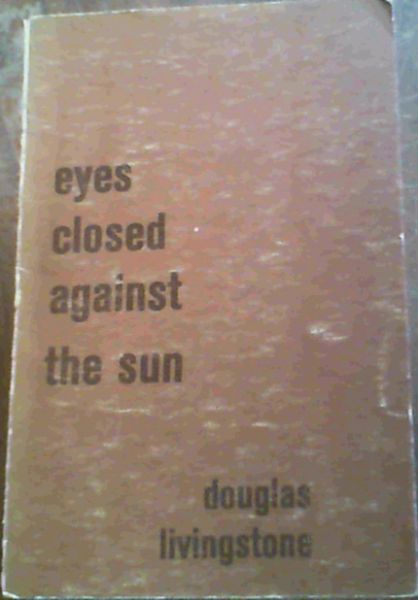 eyes
closed
against
the sun
douglas
livingstone